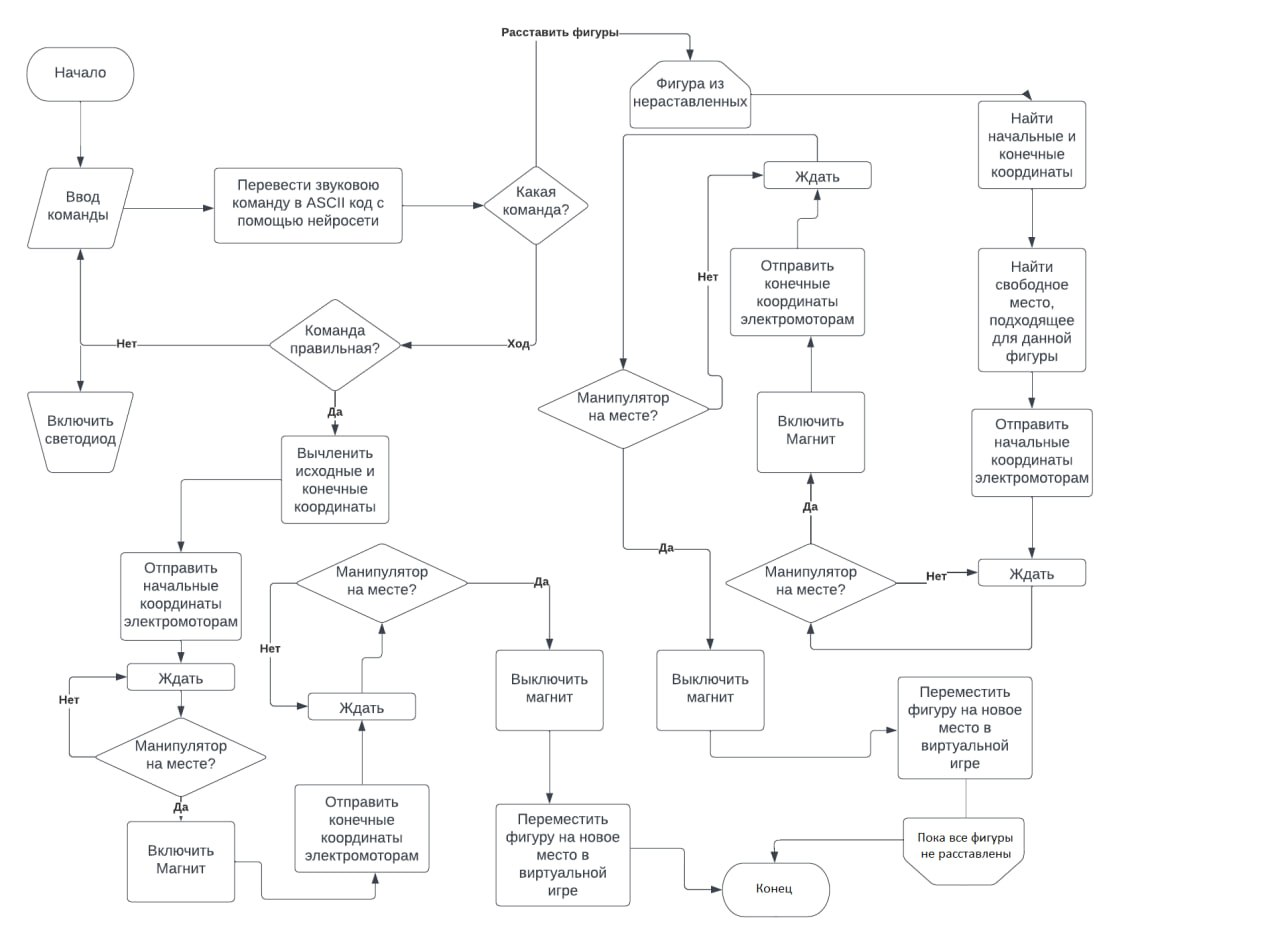 Расставить фигуры
Начало
Фигура из
нераставленных
Найти
начальные и
конечные
координаты
Ввод
команды
Перевести звуковою
команду в ASCII код с
помощью нейросети
Какая
команда?
Ждать
Нет
Отправить
конечные
координаты
электромоторам
Найти
свободное
место,
подходящее
для данной
фигуры
Команда
правильная?
Нет
Ход
Да
Включить
светодиод
Манипулятор
на месте?
Включить
Магнит
Отправить
начальные
координаты
электромоторам
Вычленить
исходные и
конечные
координаты
Да
Да
Отправить
начальные
координаты
электромоторам
Манипулятор
на месте?
Да
Манипулятор
на месте?
Нет
Ждать
Нет
Ждать
Нет
Ждать
Выключить
магнит
Выключить
магнит
Переместить
фигуру на новое
место в
виртуальной
игре
Манипулятор
на месте?
Да
Включить
Магнит
Отправить
конечные
координаты
электромоторам
Переместить
фигуру на новое
место в
виртуальной
игре
Пока все фигуры
не расставлены
Конец